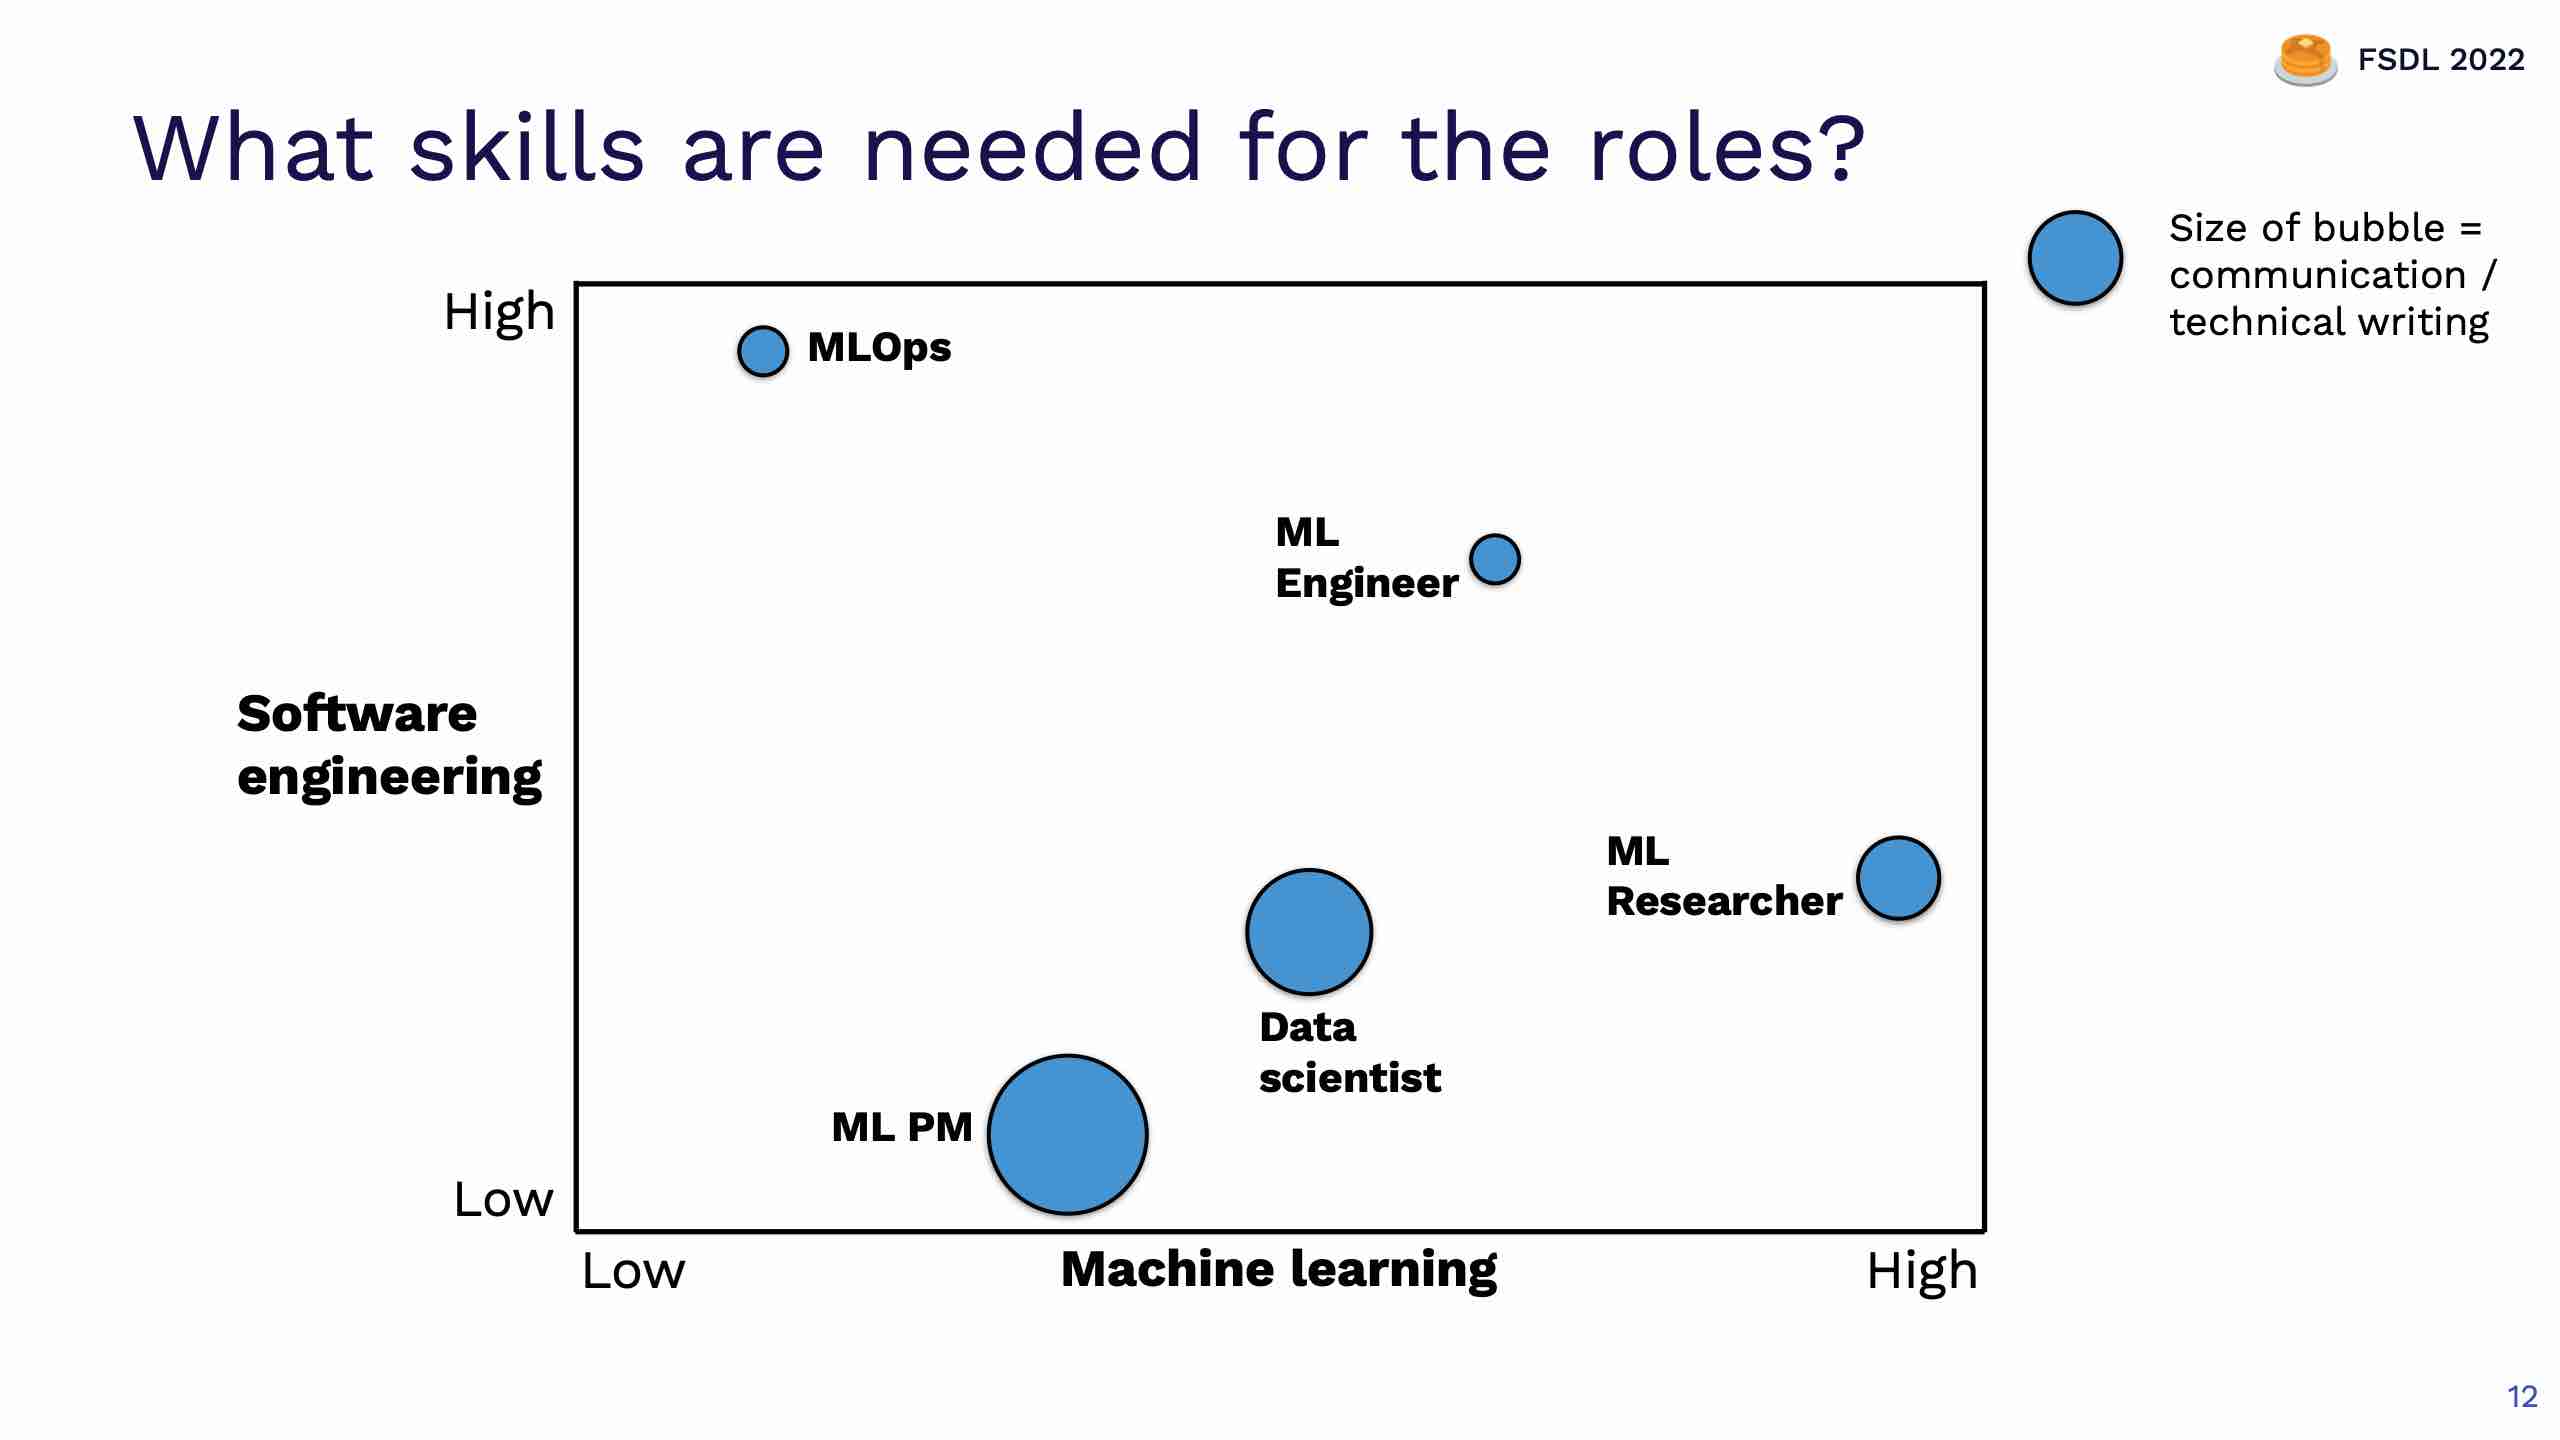 FSDL 2022
What skills are needed for the roles?
Size of bubble =
communication /
technical writing
High
MLOps
ML
Engineer
Software
engineering
ML
Researcher
Data
scientist
ML PM
Low
Low
Machine learning
High
12